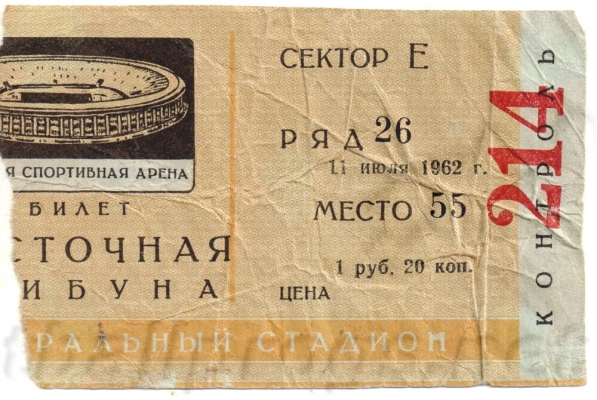 Я СПОРТИВНАЯ АРЕНА
БИЛЕТ
СТОЧНАЯ
ИБУНА
СЕКТОР Е
РЯД 26
11 июля 1962 г.
МЕСТО 55
1 руб. 20 коп.
ЦЕНА
РАЛЬНЫЙ СТАДИОН
КОНТРОЛЬ
214